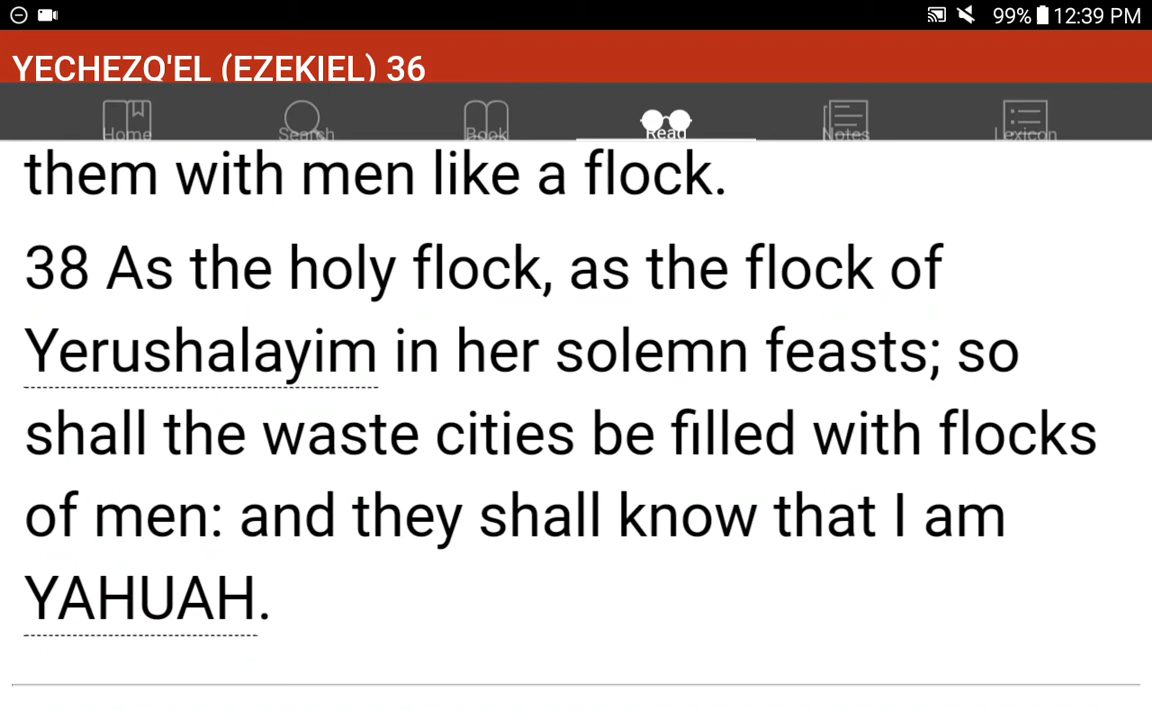 99% 12:39 PM
YECHEZQ'EL (EZEKIEL) 36
Home Search Book Read Notes Lexicon
them with men like a flock.
38 As the holy flock, as the flock of
Yerushalayim in her solemn feasts; so
shall the waste cities be filled with flocks
of men: and they shall know that I am
YAHUAH.